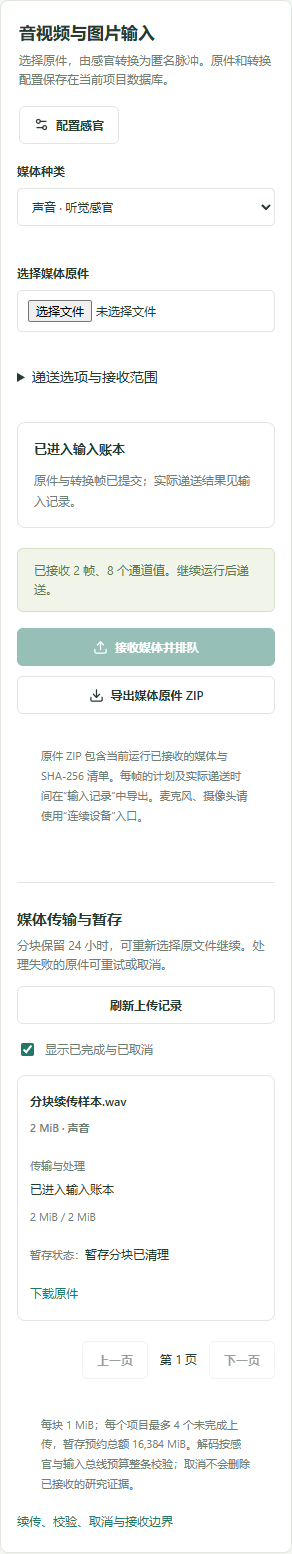 音视频与图片输入
选择原件，由感官转换为匿名脉冲。原件和转换
配置保存在当前项目数据库。
配置感官
媒体种类
声音 · 听觉感官
选择媒体原件
选择文件 未选择文件
递送选项与接收范围
已进入输入账本
原件与转换帧已提交；实际递送结果见输
入记录。
已接收 2 帧、8 个通道值。继续运行后递
送。
接收媒体并排队
导出媒体原件 ZIP
原件 ZIP 包含当前运行已接收的媒体与
SHA-256 清单。每帧的计划及实际递送时
间在“输入记录”中导出。麦克风、摄像头请
使用“连续设备”入口。
媒体传输与暂存
分块保留 24 小时，可重新选择原文件继续。处
理失败的原件可重试或取消。
刷新上传记录
显示已完成与已取消
分块续传样本.wav
2 MiB · 声音
传输与处理
已进入输入账本
2 MiB / 2 MiB
暂存状态：暂存分块已清理
下载原件
上一页 第 1 页 下一页
每块 1 MiB；每个项目最多 4 个未完成上
传，暂存预约总额 16,384 MiB。解码按感
官与输入总线预算整条校验；取消不会删除
已接收的研究证据。
续传、校验、取消与接收边界